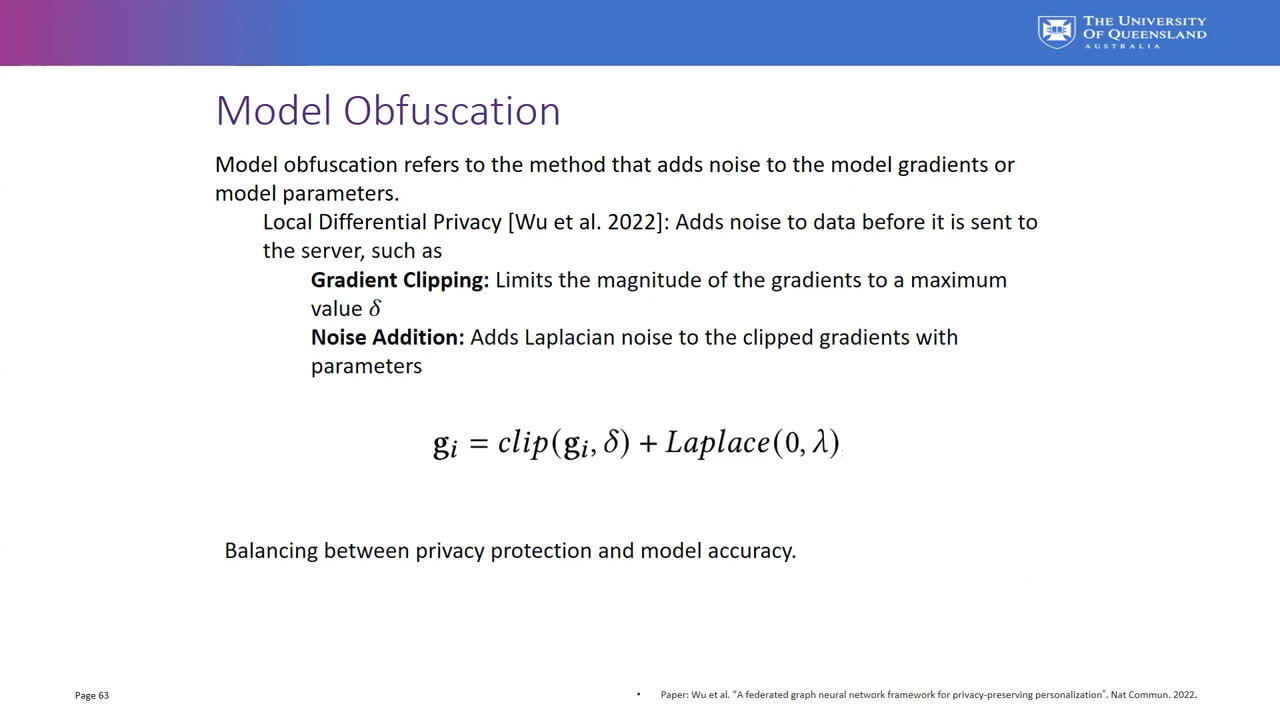 THE UNIVERSITY
OF QUEENSLAND
AUSTRALIA
Model Obfuscation
Model obfuscation refers to the method that adds noise to the model gradients or
model parameters.
Local Differential Privacy [Wu et al. 2022]: Adds noise to data before it is sent to
the server, such as
Gradient Clipping: Limits the magnitude of the gradients to a maximum
value δ
Noise Addition: Adds Laplacian noise to the clipped gradients with
parameters
gᵢ = clip(gᵢ, δ) + Laplace(0, λ)
Balancing between privacy protection and model accuracy.
Page 63
• Paper: Wu et al. “A federated graph neural network framework for privacy-preserving personalization”. Nat Commun. 2022.